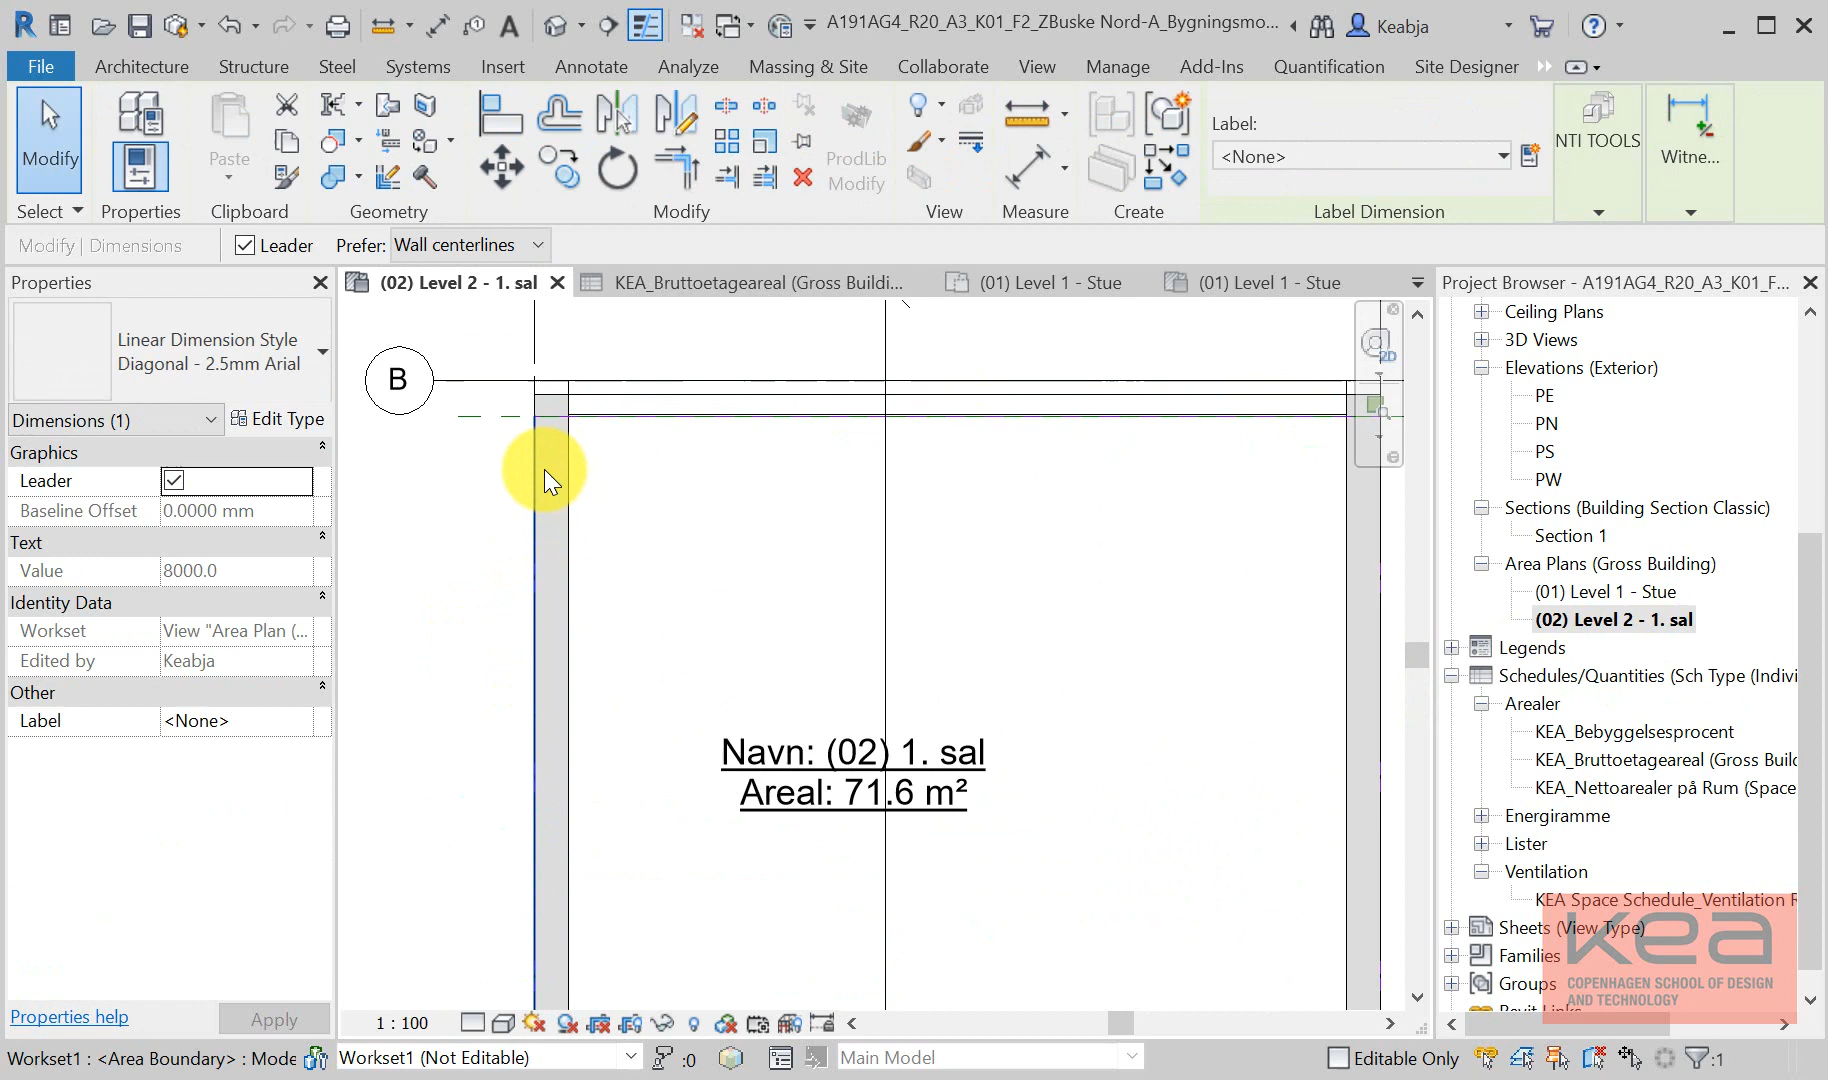 A191AG4_R20_A3_K01_F2_ZBuske Nord-A_Bygningsmo...
Keabja
File Architecture Structure Steel Systems Insert Annotate Analyze Massing & Site Collaborate View Manage Add-Ins Quantification Site Designer
Modify
Paste
ProdLib
Modify
Label:
<None>
NTI TOOLS
Witne...
Select Properties Clipboard Geometry Modify View Measure Create Label Dimension
Modify | Dimensions
Leader
Prefer: Wall centerlines
Properties
(02) Level 2 - 1. sal
KEA_Bruttoetageareal (Gross Buildi...
(01) Level 1 - Stue
(01) Level 1 - Stue
Project Browser - A191AG4_R20_A3_K01_F...
Linear Dimension Style
Diagonal - 2.5mm Arial
Dimensions (1)
Edit Type
Graphics
Leader
Baseline Offset 0.0000 mm
Text
Value 8000.0
Identity Data
Workset View "Area Plan (...
Edited by Keabja
Other
Label <None>
Properties help
Apply
B
2D
Navn: (02) 1. sal
Areal: 71.6 m²
Ceiling Plans
3D Views
Elevations (Exterior)
PE
PN
PS
PW
Sections (Building Section Classic)
Section 1
Area Plans (Gross Building)
(01) Level 1 - Stue
(02) Level 2 - 1. sal
Legends
Schedules/Quantities (Sch Type (Indivi
Arealer
KEA_Bebyggelsesprocent
KEA_Bruttoetageareal (Gross Builc
KEA_Nettoarealer på Rum (Space
Energiramme
Lister
Ventilation
KEA Space Schedule_Ventilation R
Sheets (View Type)
Families
Groups
Revit Links
kea
COPENHAGEN SCHOOL OF DESIGN
AND TECHNOLOGY
1 : 100
Workset1 : <Area Boundary> : Mode
Workset1 (Not Editable)
:0
Main Model
Editable Only
:1